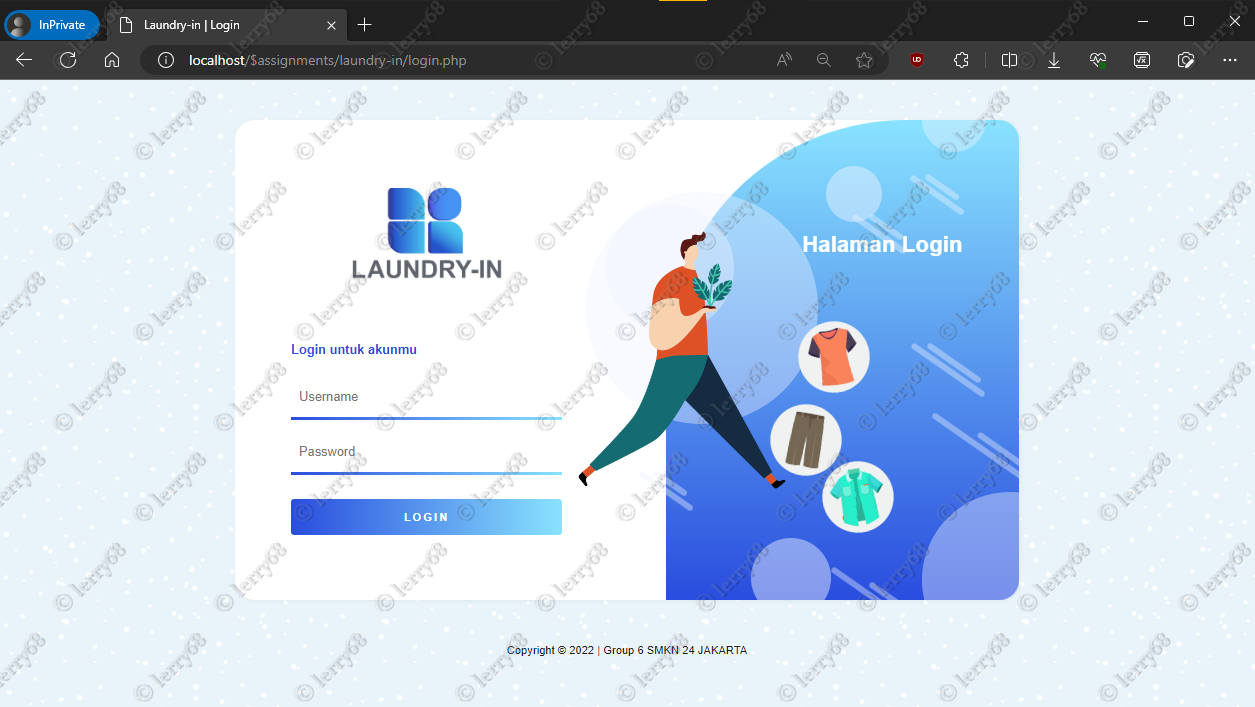 InPrivate
Laundry-in | Login
localhost/$assignments/laundry-in/login.php
LAUNDRY-IN
Halaman Login
Login untuk akunmu
Username
Password
LOGIN
Copyright © 2022 | Group 6 SMKN 24 JAKARTA
© lerry68